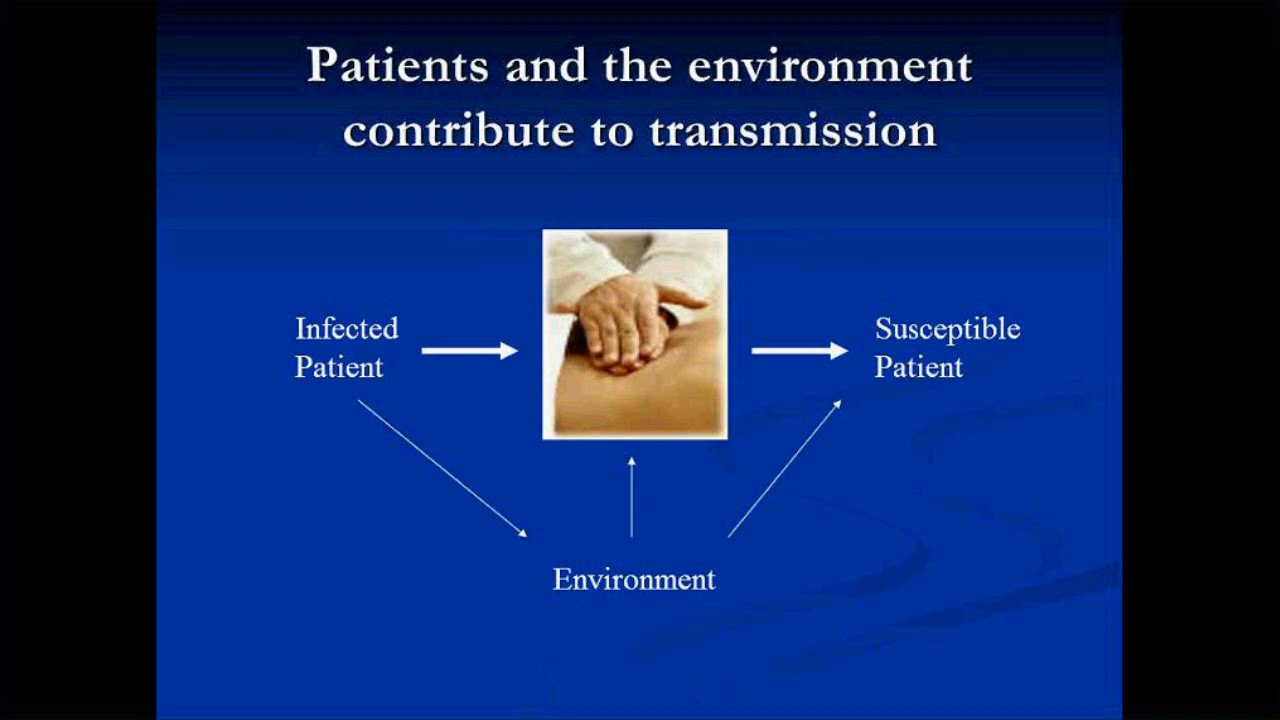 Patients and the environment
contribute to transmission
Infected
Patient
Susceptible
Patient
Environment